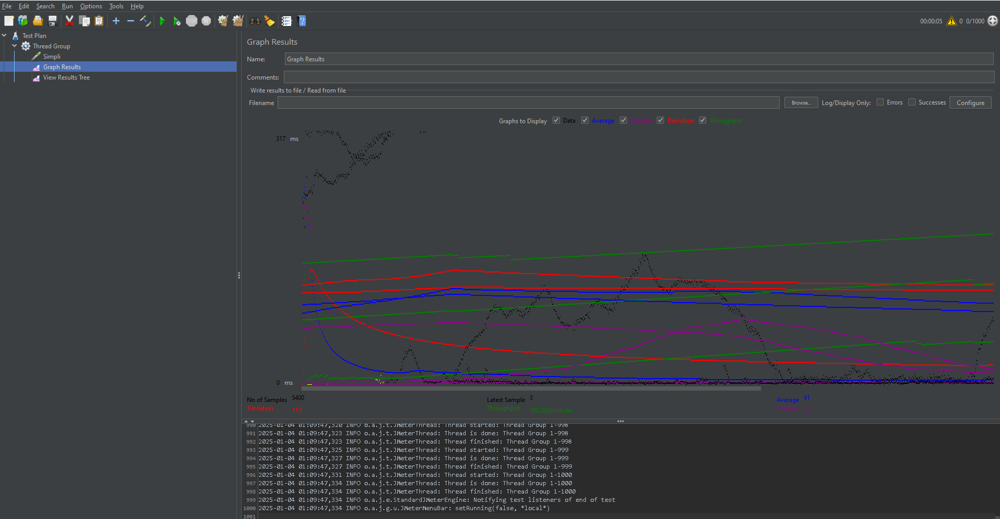 File Edit Search Run Options Tools Help
00:00:05 0 0/1000
Test Plan
Thread Group
Simpli
Graph Results
View Results Tree
Graph Results
Name: Graph Results
Comments:
Write results to file / Read from file
Filename Browse... Log/Display Only: Errors Successes Configure
Graphs to Display Data Average Median Deviation Throughput
317 ms
0 ms
No of Samples 5400 Latest Sample 3 Average 91
Deviation 117 Throughput 190,205/minute Median
990 2025-01-04 01:09:47,320 INFO o.a.j.t.JMeterThread: Thread started: Thread Group 1-998
991 2025-01-04 01:09:47,323 INFO o.a.j.t.JMeterThread: Thread is done: Thread Group 1-998
992 2025-01-04 01:09:47,323 INFO o.a.j.t.JMeterThread: Thread finished: Thread Group 1-998
993 2025-01-04 01:09:47,325 INFO o.a.j.t.JMeterThread: Thread started: Thread Group 1-999
994 2025-01-04 01:09:47,327 INFO o.a.j.t.JMeterThread: Thread is done: Thread Group 1-999
995 2025-01-04 01:09:47,327 INFO o.a.j.t.JMeterThread: Thread finished: Thread Group 1-999
996 2025-01-04 01:09:47,331 INFO o.a.j.t.JMeterThread: Thread started: Thread Group 1-1000
997 2025-01-04 01:09:47,334 INFO o.a.j.t.JMeterThread: Thread is done: Thread Group 1-1000
998 2025-01-04 01:09:47,334 INFO o.a.j.t.JMeterThread: Thread finished: Thread Group 1-1000
999 2025-01-04 01:09:47,334 INFO o.a.j.e.StandardJMeterEngine: Notifying test listeners of end of test
1000 2025-01-04 01:09:47,334 INFO o.a.j.g.u.JMeterMenuBar: setRunning(false, *local*)
1001